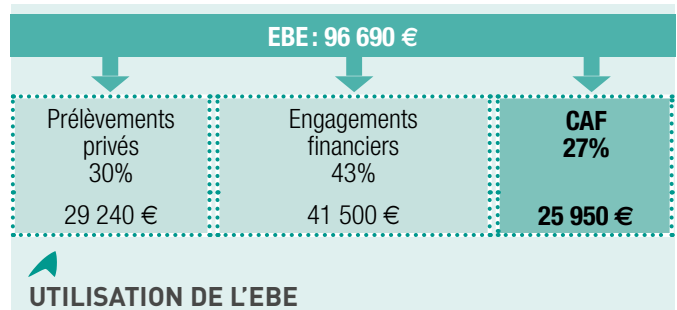 EBE : 96 690 €
Prélèvements
privés
30%
29 240 €
Engagements
financiers
43%
41 500 €
CAF
27%
25 950 €
UTILISATION DE L’EBE